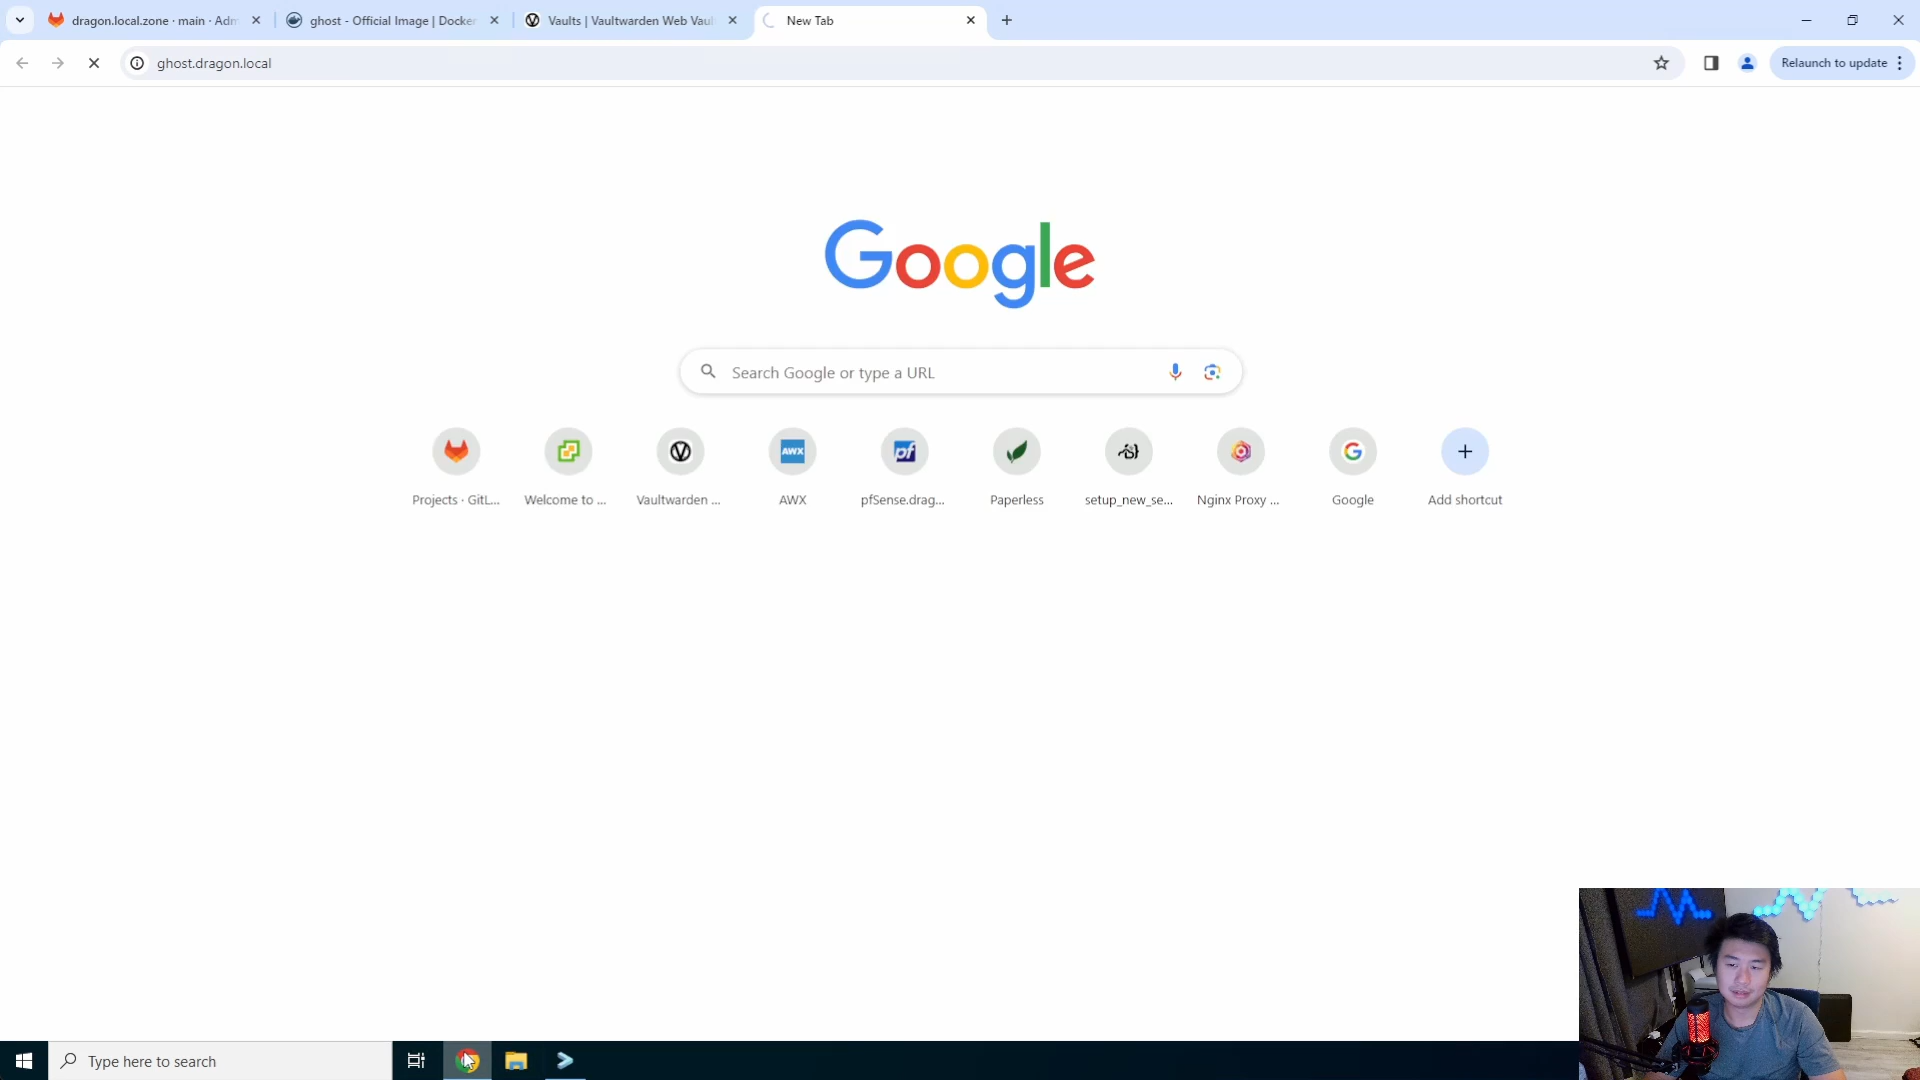 dragon.local.zone · main · Adm
ghost - Official Image | Docke
Vaults | Vaultwarden Web Vaul
New Tab
ghost.dragon.local
Relaunch to update
Google
Search Google or type a URL
Projects · GitL...
Welcome to ...
Vaultwarden ...
AWX
AWX
pf
pfSense.drag...
Paperless
setup_new_se...
Nginx Proxy ...
Google
Add shortcut
Type here to search